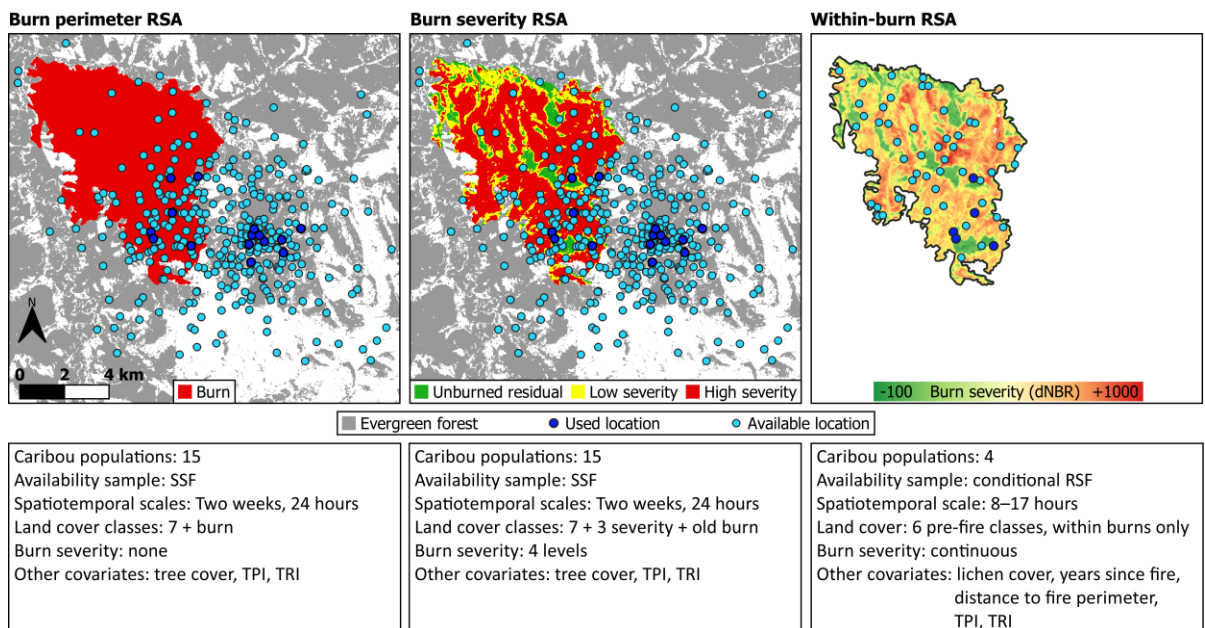 Burn perimeter RSA
Burn severity RSA
Within-burn RSA
N
0 2 4 km
Burn
Unburned residual Low severity High severity
-100 Burn severity (dNBR) +1000
Evergreen forest Used location Available location
Caribou populations: 15
Availability sample: SSF
Spatiotemporal scales: Two weeks, 24 hours
Land cover classes: 7 + burn
Burn severity: none
Other covariates: tree cover, TPI, TRI
Caribou populations: 15
Availability sample: SSF
Spatiotemporal scales: Two weeks, 24 hours
Land cover classes: 7 + 3 severity + old burn
Burn severity: 4 levels
Other covariates: tree cover, TPI, TRI
Caribou populations: 4
Availability sample: conditional RSF
Spatiotemporal scale: 8–17 hours
Land cover: 6 pre-fire classes, within burns only
Burn severity: continuous
Other covariates: lichen cover, years since fire,
distance to fire perimeter,
TPI, TRI